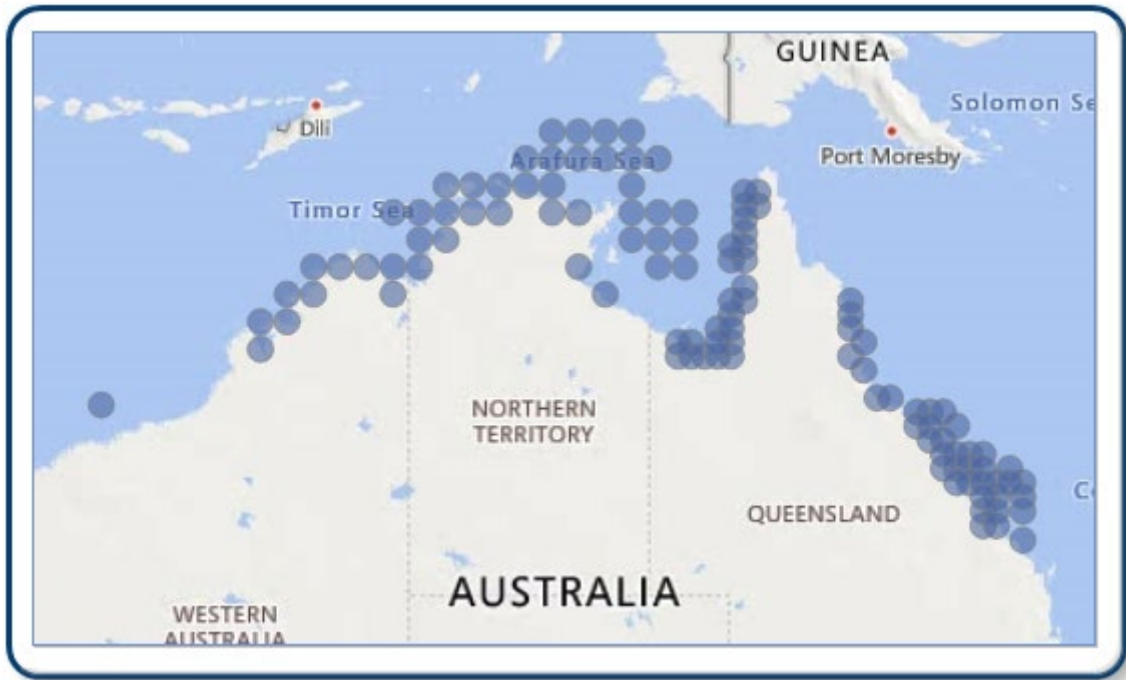 GUINEA
Solomon Se
Dili
Port Moresby
Arafura Sea
Timor Sea
NORTHERN
TERRITORY
QUEENSLAND
C
AUSTRALIA
WESTERN
AUSTRALIA